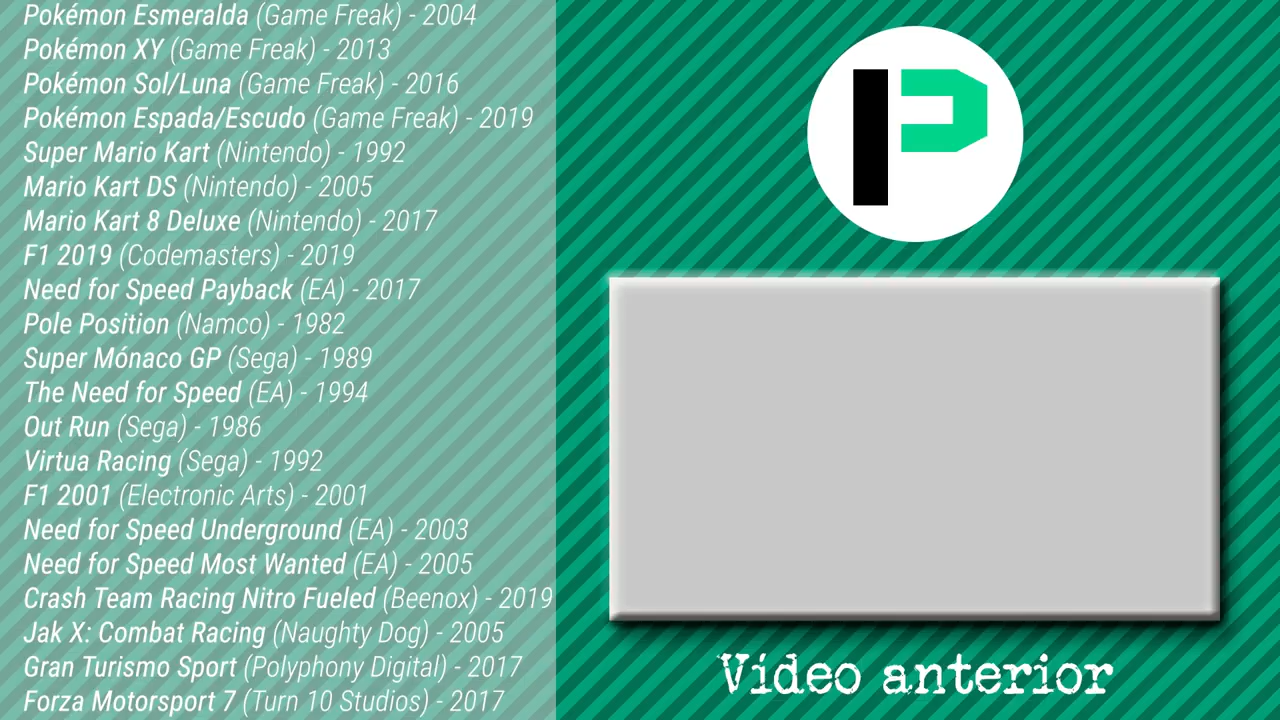 Pokémon Esmeralda (Game Freak) - 2004
Pokémon XY (Game Freak) - 2013
Pokémon Sol/Luna (Game Freak) - 2016
Pokémon Espada/Escudo (Game Freak) - 2019
Super Mario Kart (Nintendo) - 1992
Mario Kart DS (Nintendo) - 2005
Mario Kart 8 Deluxe (Nintendo) - 2017
F1 2019 (Codemasters) - 2019
Need for Speed Payback (EA) - 2017
Pole Position (Namco) - 1982
Super Mónaco GP (Sega) - 1989
The Need for Speed (EA) - 1994
Out Run (Sega) - 1986
Virtua Racing (Sega) - 1992
F1 2001 (Electronic Arts) - 2001
Need for Speed Underground (EA) - 2003
Need for Speed Most Wanted (EA) - 2005
Crash Team Racing Nitro Fueled (Beenox) - 2019
Jak X: Combat Racing (Naughty Dog) - 2005
Gran Turismo Sport (Polyphony Digital) - 2017
Forza Motorsport 7 (Turn 10 Studios) - 2017
P
Vídeo anterior